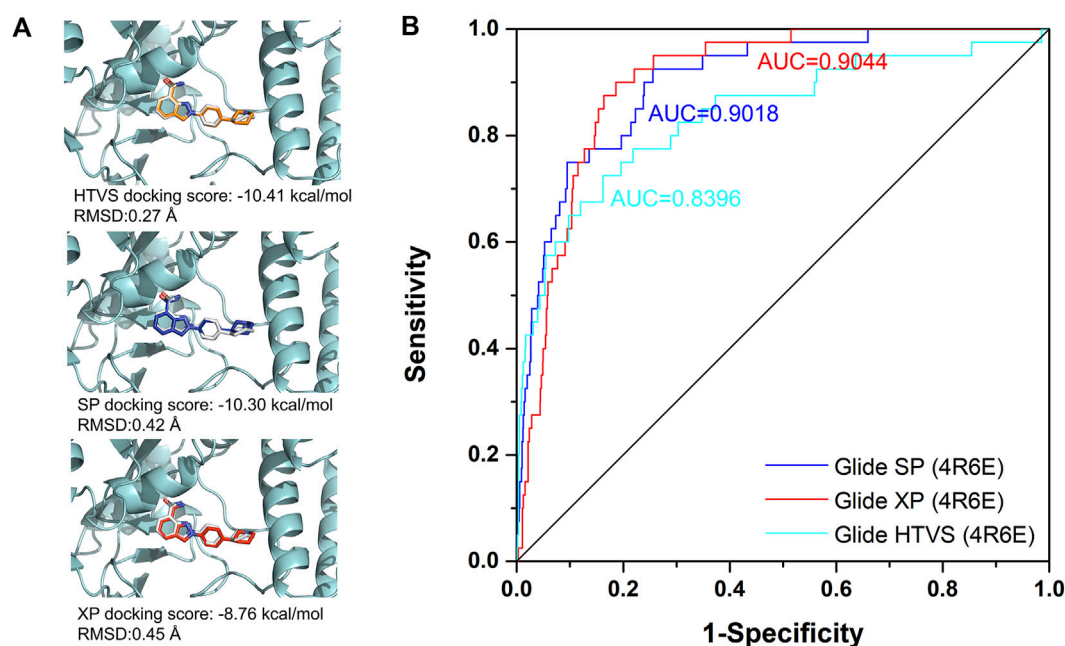 A
HTVS docking score: -10.41 kcal/mol
RMSD:0.27 Å
SP docking score: -10.30 kcal/mol
RMSD:0.42 Å
XP docking score: -8.76 kcal/mol
RMSD:0.45 Å
B
1.0
0.8
0.6
0.4
0.2
0.0
Sensitivity
AUC=0.9044
AUC=0.9018
AUC=0.8396
Glide SP (4R6E)
Glide XP (4R6E)
Glide HTVS (4R6E)
0.0 0.2 0.4 0.6 0.8 1.0
1-Specificity